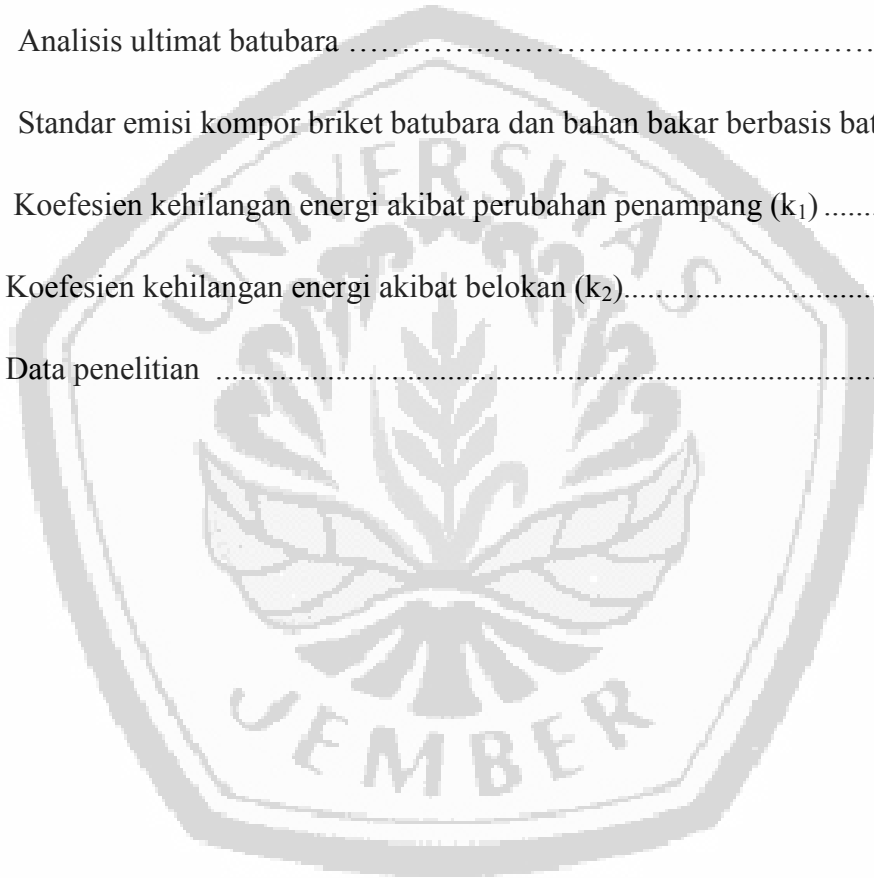 Analisis ultimat batubara …………...……………………………………
Standar emisi kompor briket batubara dan bahan bakar berbasis bat
Koefesien kehilangan energi akibat perubahan penampang (k₁) .......
Koefesien kehilangan energi akibat belokan (k₂)................................
Data penelitian ...................................................................................
UNIVERSITAS
JEMBER